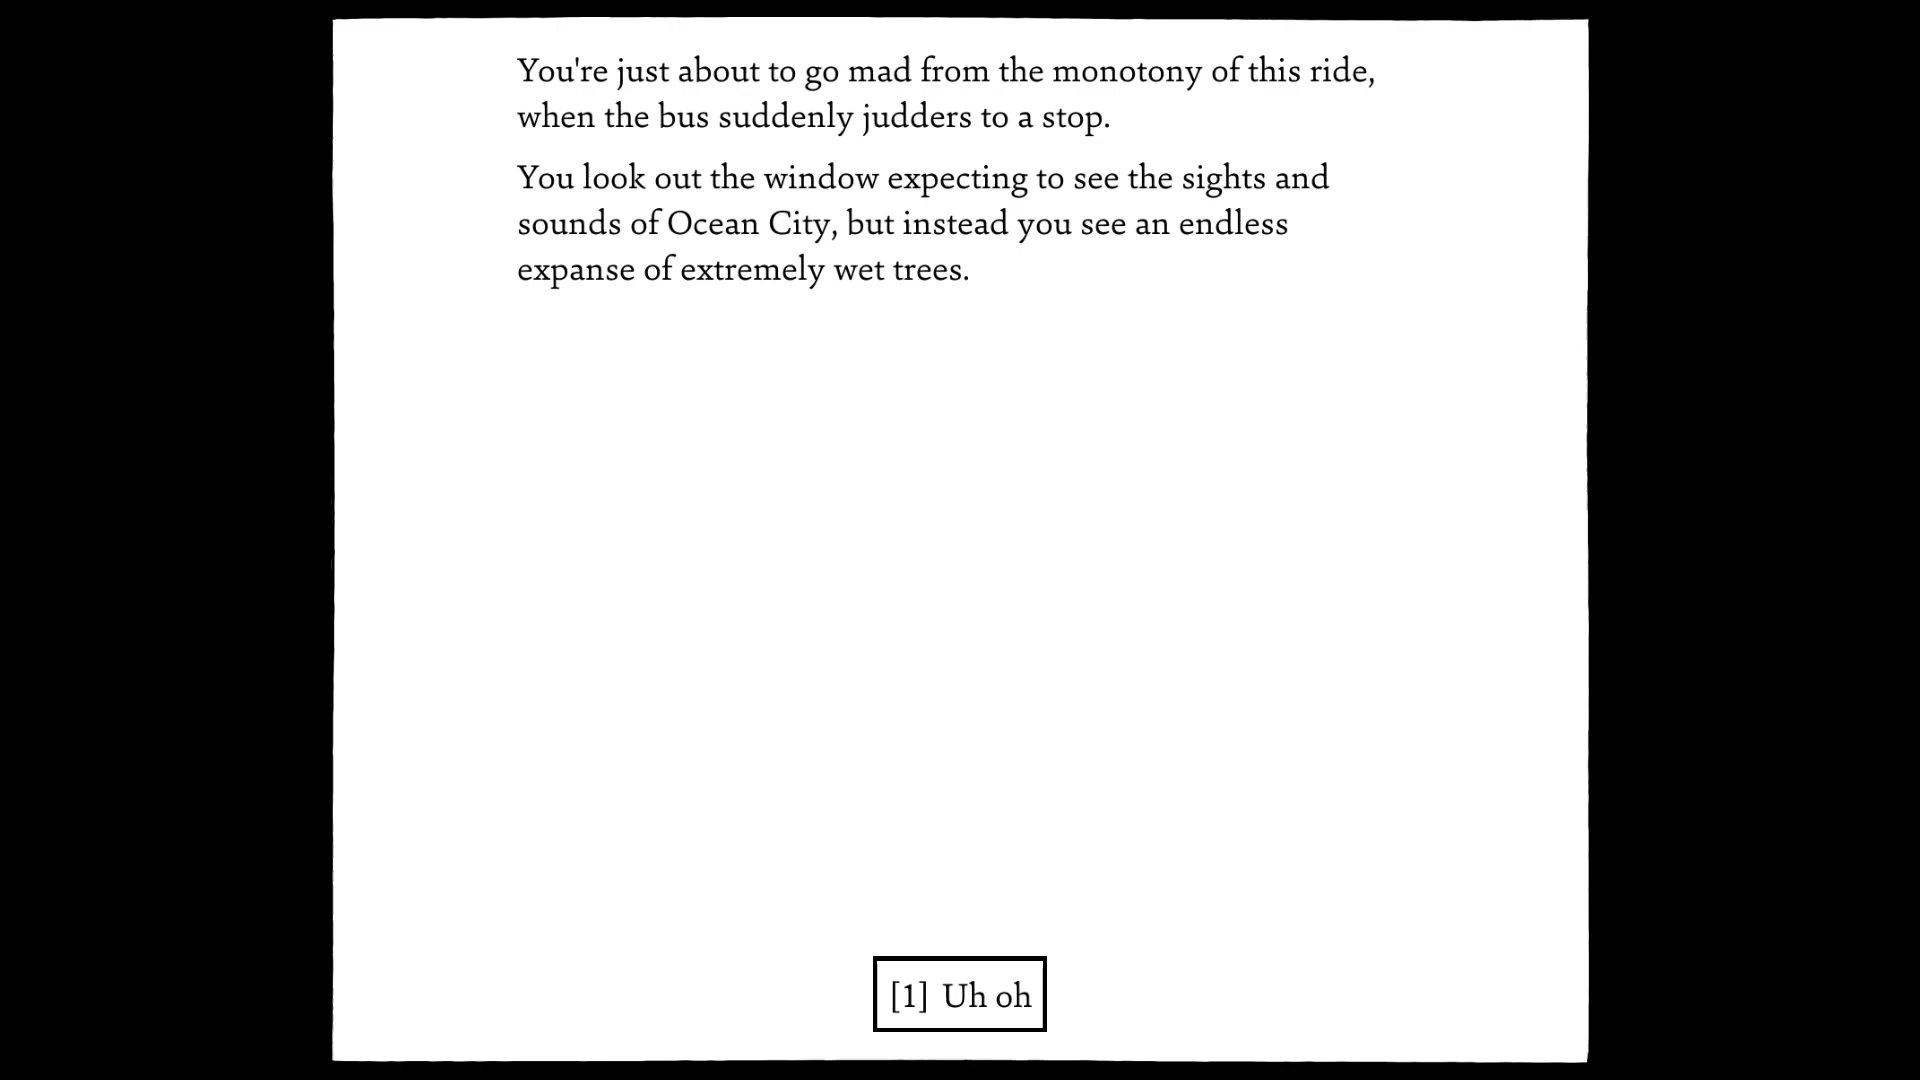 You're just about to go mad from the monotony of this ride,
when the bus suddenly judders to a stop.
You look out the window expecting to see the sights and
sounds of Ocean City, but instead you see an endless
expanse of extremely wet trees.
[1] Uh oh